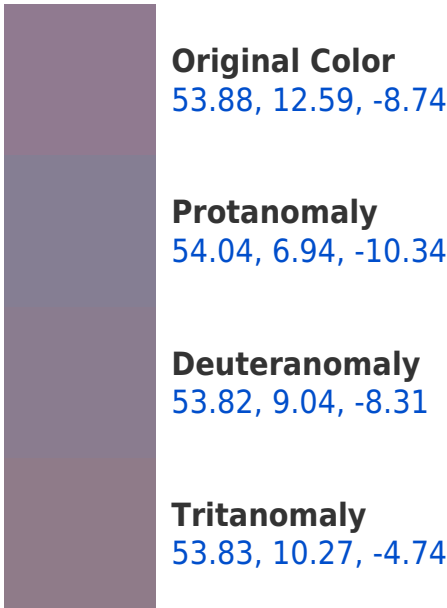 Original Color
53.88, 12.59, -8.74
Protanomaly
54.04, 6.94, -10.34
Deuteranomaly
53.82, 9.04, -8.31
Tritanomaly
53.83, 10.27, -4.74